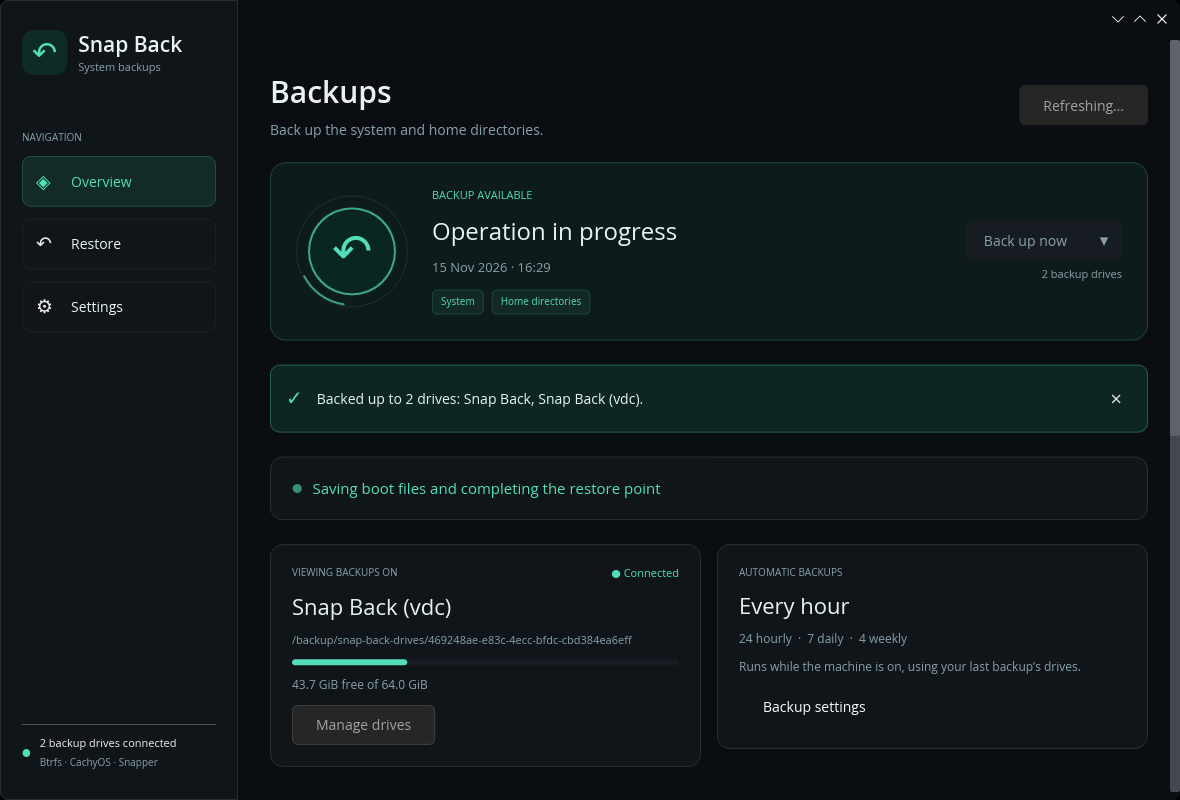 Snap Back
System backups
NAVIGATION
Overview
Restore
Settings
2 backup drives connected
Btrfs · CachyOS · Snapper
Backups
Back up the system and home directories.
Refreshing...
BACKUP AVAILABLE
Operation in progress
15 Nov 2026 · 16:29
System
Home directories
Back up now
2 backup drives
Backed up to 2 drives: Snap Back, Snap Back (vdc).
Saving boot files and completing the restore point
VIEWING BACKUPS ON
Connected
Snap Back (vdc)
/backup/snap-back-drives/469248ae-e83c-4ecc-bfdc-cbd384ea6eff
43.7 GiB free of 64.0 GiB
Manage drives
AUTOMATIC BACKUPS
Every hour
24 hourly · 7 daily · 4 weekly
Runs while the machine is on, using your last backup’s drives.
Backup settings